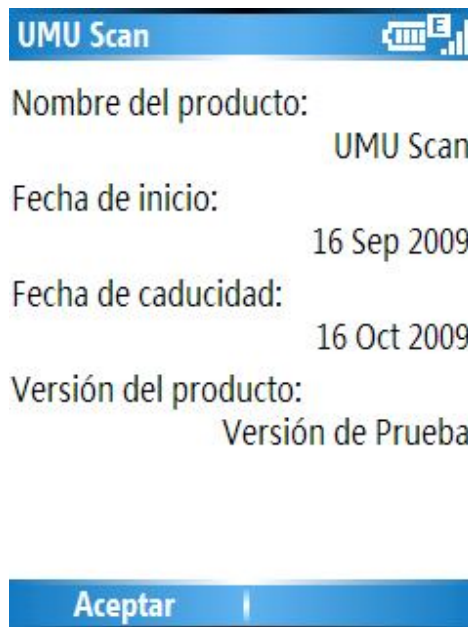 UMU Scan
E
Nombre del producto:
UMU Scan
Fecha de inicio:
16 Sep 2009
Fecha de caducidad:
16 Oct 2009
Versión del producto:
Versión de Prueba
Aceptar